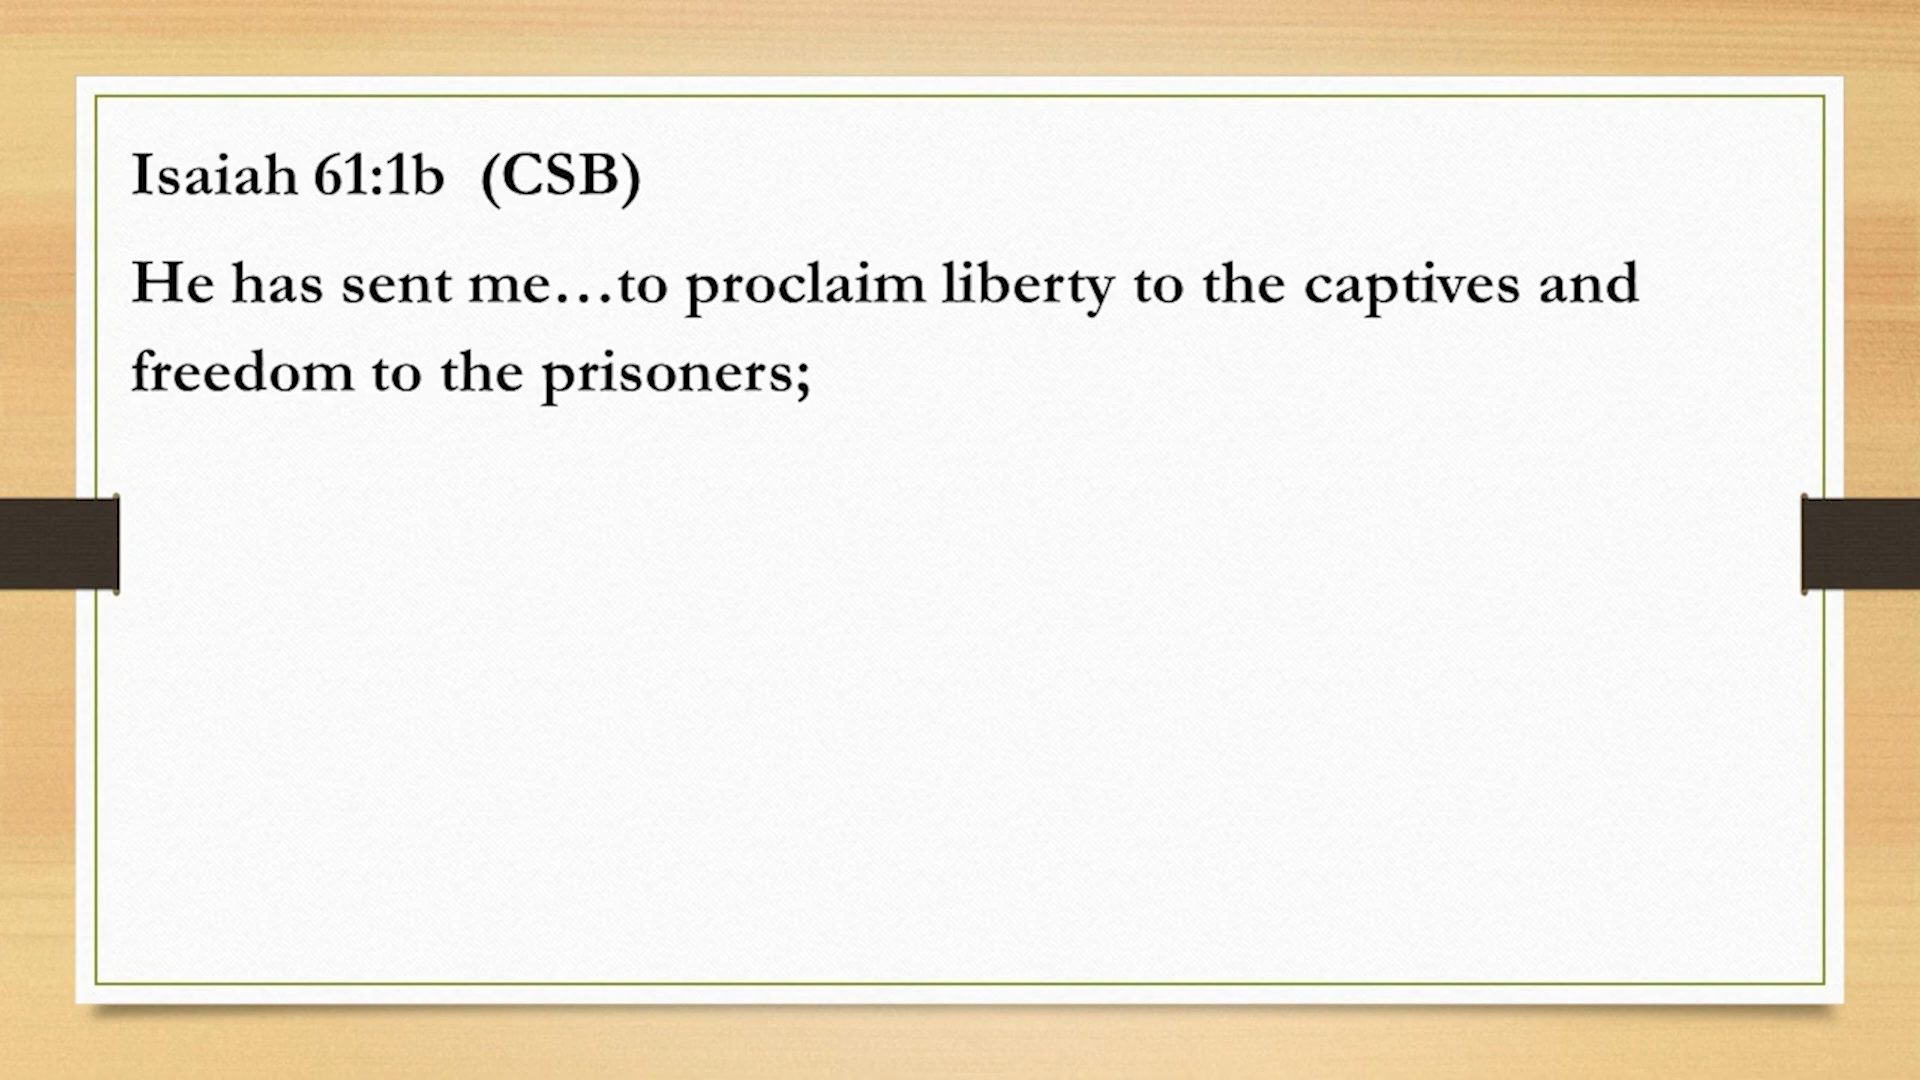 Isaiah 61:1b  (CSB)
He has sent me…to proclaim liberty to the captives and
freedom to the prisoners;